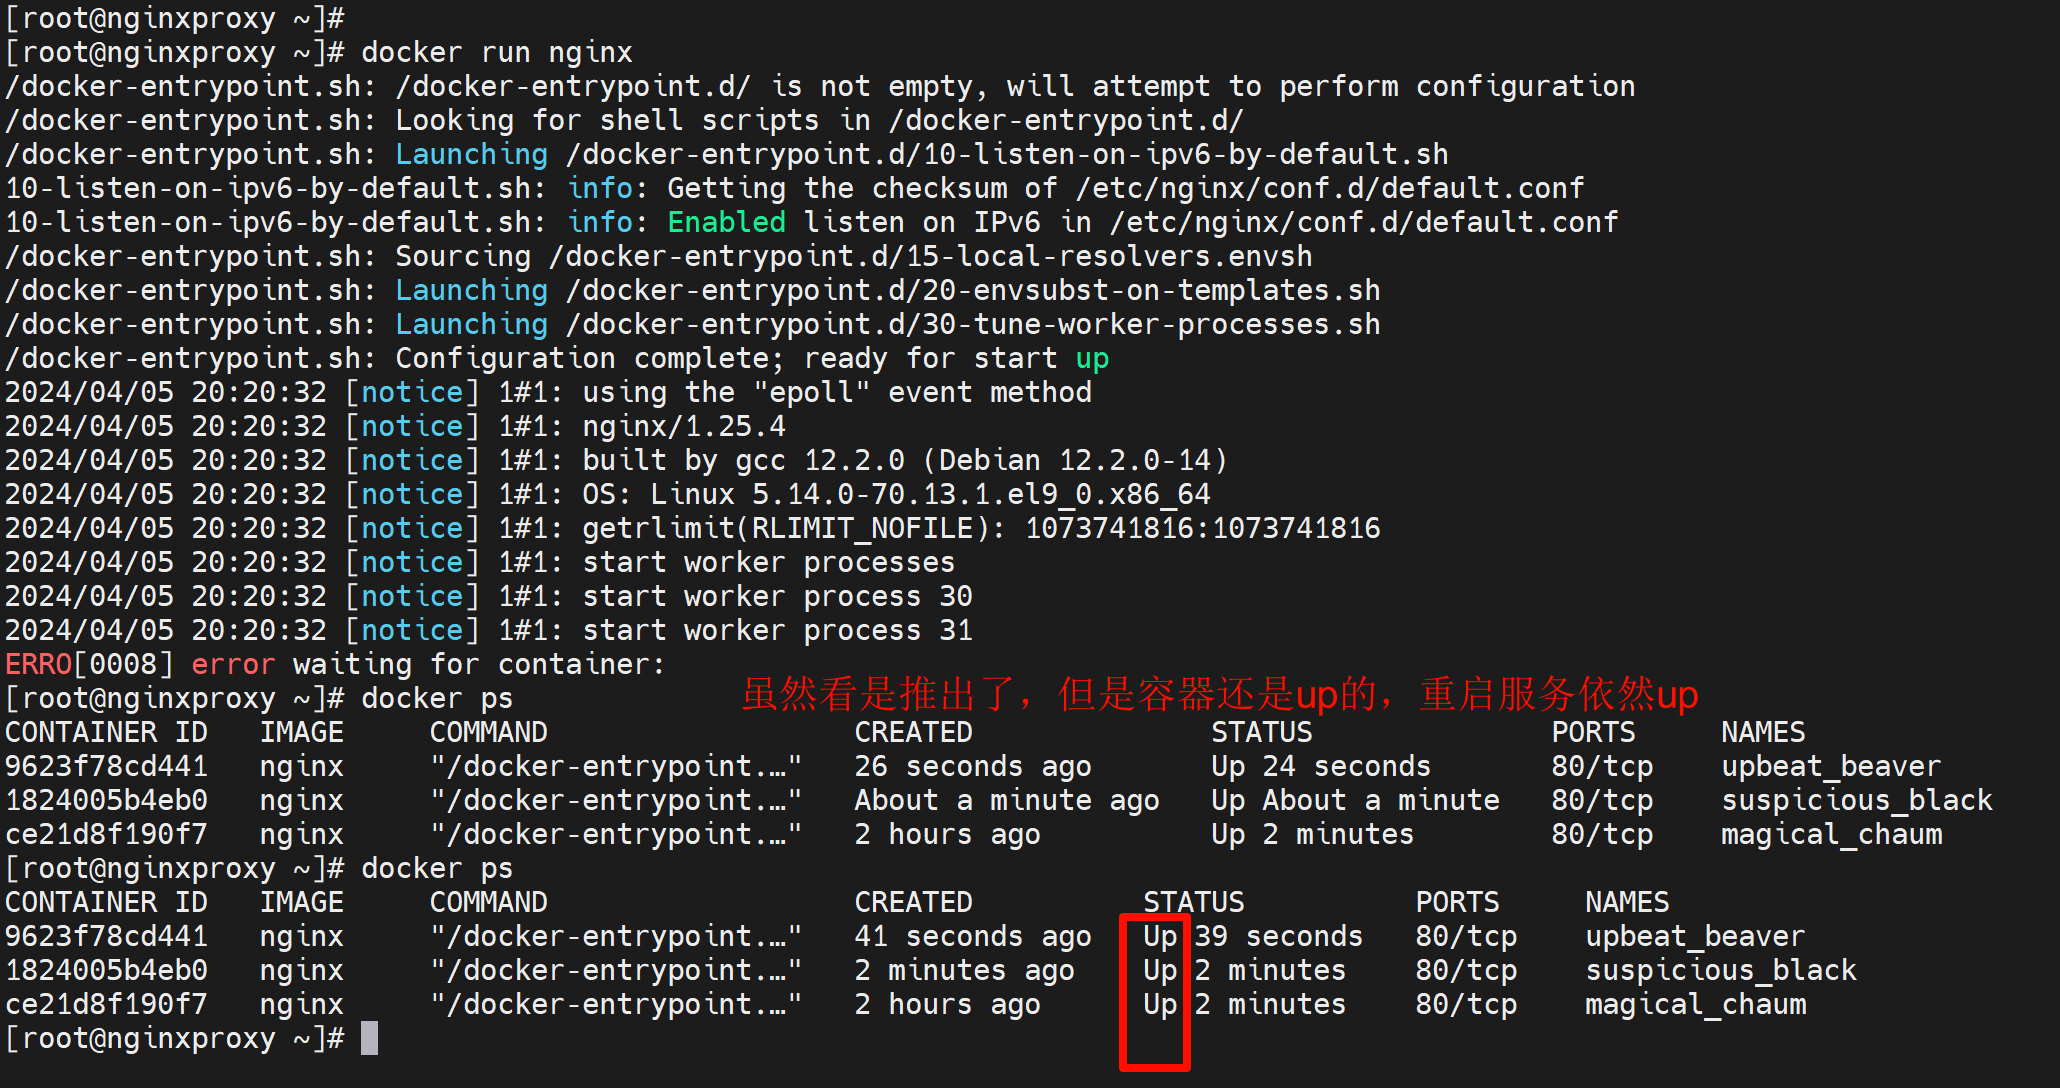 [root@nginxproxy ~]#
[root@nginxproxy ~]# docker run nginx
/docker-entrypoint.sh: /docker-entrypoint.d/ is not empty, will attempt to perform configuration
/docker-entrypoint.sh: Looking for shell scripts in /docker-entrypoint.d/
/docker-entrypoint.sh: Launching /docker-entrypoint.d/10-listen-on-ipv6-by-default.sh
10-listen-on-ipv6-by-default.sh: info: Getting the checksum of /etc/nginx/conf.d/default.conf
10-listen-on-ipv6-by-default.sh: info: Enabled listen on IPv6 in /etc/nginx/conf.d/default.conf
/docker-entrypoint.sh: Sourcing /docker-entrypoint.d/15-local-resolvers.envsh
/docker-entrypoint.sh: Launching /docker-entrypoint.d/20-envsubst-on-templates.sh
/docker-entrypoint.sh: Launching /docker-entrypoint.d/30-tune-worker-processes.sh
/docker-entrypoint.sh: Configuration complete; ready for start up
2024/04/05 20:20:32 [notice] 1#1: using the "epoll" event method
2024/04/05 20:20:32 [notice] 1#1: nginx/1.25.4
2024/04/05 20:20:32 [notice] 1#1: built by gcc 12.2.0 (Debian 12.2.0-14)
2024/04/05 20:20:32 [notice] 1#1: OS: Linux 5.14.0-70.13.1.el9_0.x86_64
2024/04/05 20:20:32 [notice] 1#1: getrlimit(RLIMIT_NOFILE): 1073741816:1073741816
2024/04/05 20:20:32 [notice] 1#1: start worker processes
2024/04/05 20:20:32 [notice] 1#1: start worker process 30
2024/04/05 20:20:32 [notice] 1#1: start worker process 31
ERRO[0008] error waiting for container:
[root@nginxproxy ~]# docker ps 虽然看是推出了，但是容器还是up的，重启服务依然up
CONTAINER ID IMAGE COMMAND CREATED STATUS PORTS NAMES
9623f78cd441 nginx "/docker-entrypoint.…" 26 seconds ago Up 24 seconds 80/tcp upbeat_beaver
1824005b4eb0 nginx "/docker-entrypoint.…" About a minute ago Up About a minute 80/tcp suspicious_black
ce21d8f190f7 nginx "/docker-entrypoint.…" 2 hours ago Up 2 minutes 80/tcp magical_chaum
[root@nginxproxy ~]# docker ps
CONTAINER ID IMAGE COMMAND CREATED STATUS PORTS NAMES
9623f78cd441 nginx "/docker-entrypoint.…" 41 seconds ago Up 39 seconds 80/tcp upbeat_beaver
1824005b4eb0 nginx "/docker-entrypoint.…" 2 minutes ago Up 2 minutes 80/tcp suspicious_black
ce21d8f190f7 nginx "/docker-entrypoint.…" 2 hours ago Up 2 minutes 80/tcp magical_chaum
[root@nginxproxy ~]#